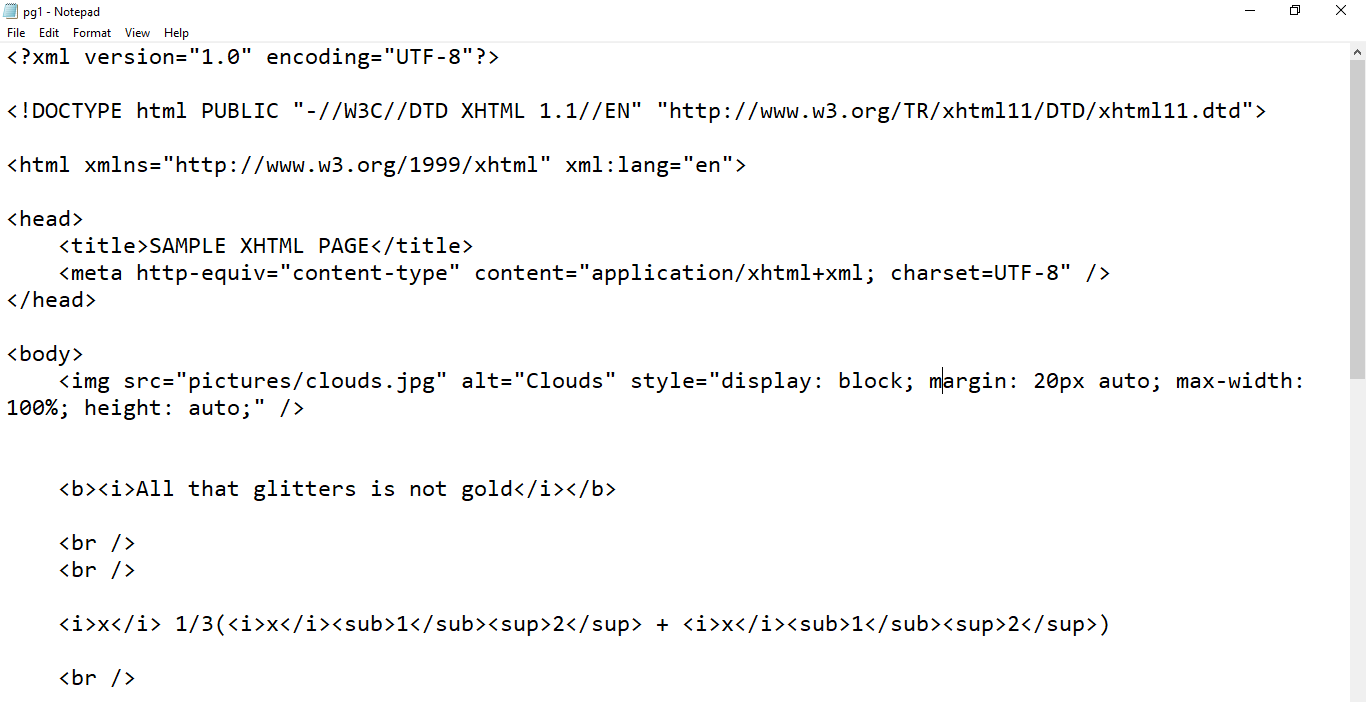 pg1 - Notepad
File Edit Format View Help
<?xml version="1.0" encoding="UTF-8"?>
<!DOCTYPE html PUBLIC "-//W3C//DTD XHTML 1.1//EN" "http://www.w3.org/TR/xhtml11/DTD/xhtml11.dtd">
<html xmlns="http://www.w3.org/1999/xhtml" xml:lang="en">
<head>
    <title>SAMPLE XHTML PAGE</title>
    <meta http-equiv="content-type" content="application/xhtml+xml; charset=UTF-8" />
</head>
<body>
    <img src="pictures/clouds.jpg" alt="Clouds" style="display: block; margin: 20px auto; max-width:
100%; height: auto;" />
    <b><i>All that glitters is not gold</i></b>
    <br />
    <br />
    <i>x</i> 1/3(<i>x</i><sub>1</sub><sup>2</sup> + <i>x</i><sub>1</sub><sup>2</sup>)
    <br />